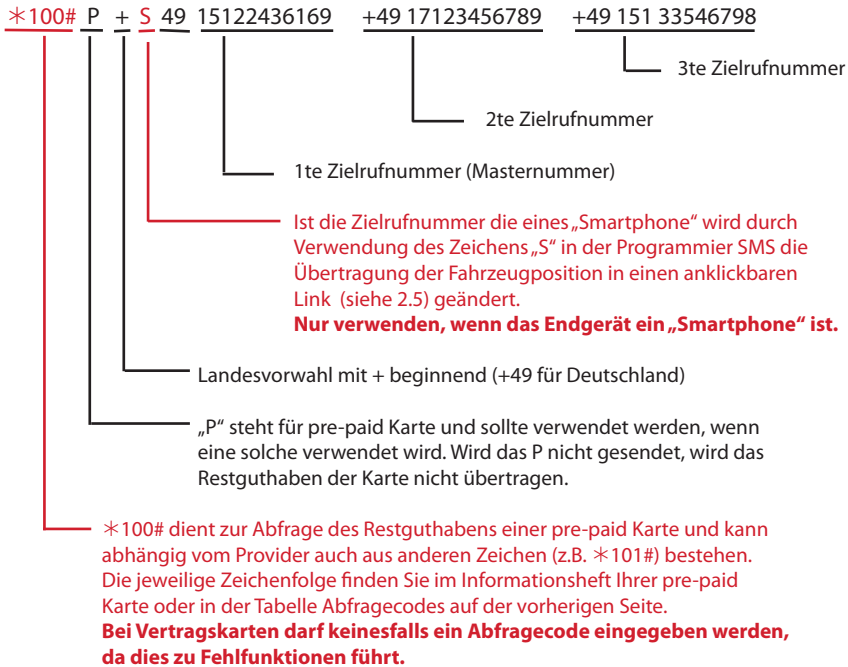 *100# P + S 49 15122436169 +49 17123456789 +49 151 33546798
3te Zielrufnummer
2te Zielrufnummer
1te Zielrufnummer (Masternummer)
Ist die Zielrufnummer die eines „Smartphone“ wird durch
Verwendung des Zeichens „S“ in der Programmier SMS die
Übertragung der Fahrzeugposition in einen anklickbaren
Link (siehe 2.5) geändert.
Nur verwenden, wenn das Endgerät ein „Smartphone“ ist.
Landesvorwahl mit + beginnend (+49 für Deutschland)
„P“ steht für pre-paid Karte und sollte verwendet werden, wenn
eine solche verwendet wird. Wird das P nicht gesendet, wird das
Restguthaben der Karte nicht übertragen.
*100# dient zur Abfrage des Restguthabens einer pre-paid Karte und kann
abhängig vom Provider auch aus anderen Zeichen (z.B. *101#) bestehen.
Die jeweilige Zeichenfolge finden Sie im Informationsheft Ihrer pre-paid
Karte oder in der Tabelle Abfragecodes auf der vorherigen Seite.
Bei Vertragskarten darf keinesfalls ein Abfragecode eingegeben werden,
da dies zu Fehlfunktionen führt.